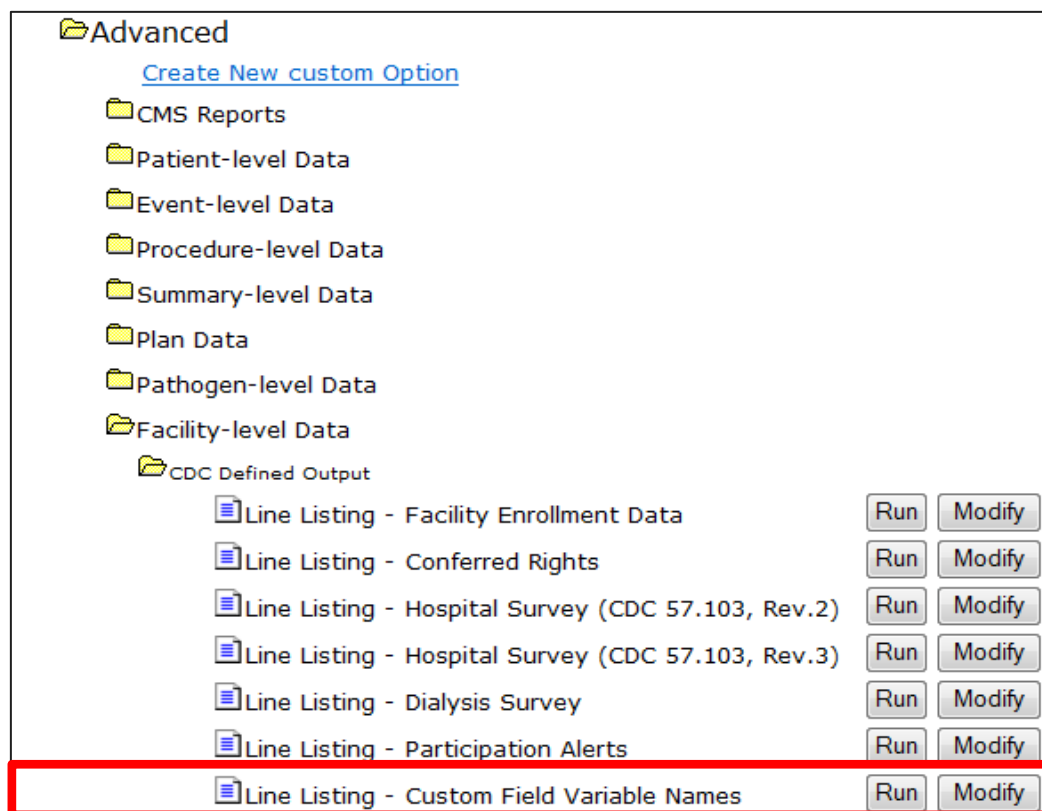 Advanced
Create New custom Option
CMS Reports
Patient-level Data
Event-level Data
Procedure-level Data
Summary-level Data
Plan Data
Pathogen-level Data
Facility-level Data
CDC Defined Output
Line Listing - Facility Enrollment Data Run Modify
Line Listing - Conferred Rights Run Modify
Line Listing - Hospital Survey (CDC 57.103, Rev.2) Run Modify
Line Listing - Hospital Survey (CDC 57.103, Rev.3) Run Modify
Line Listing - Dialysis Survey Run Modify
Line Listing - Participation Alerts Run Modify
Line Listing - Custom Field Variable Names Run Modify